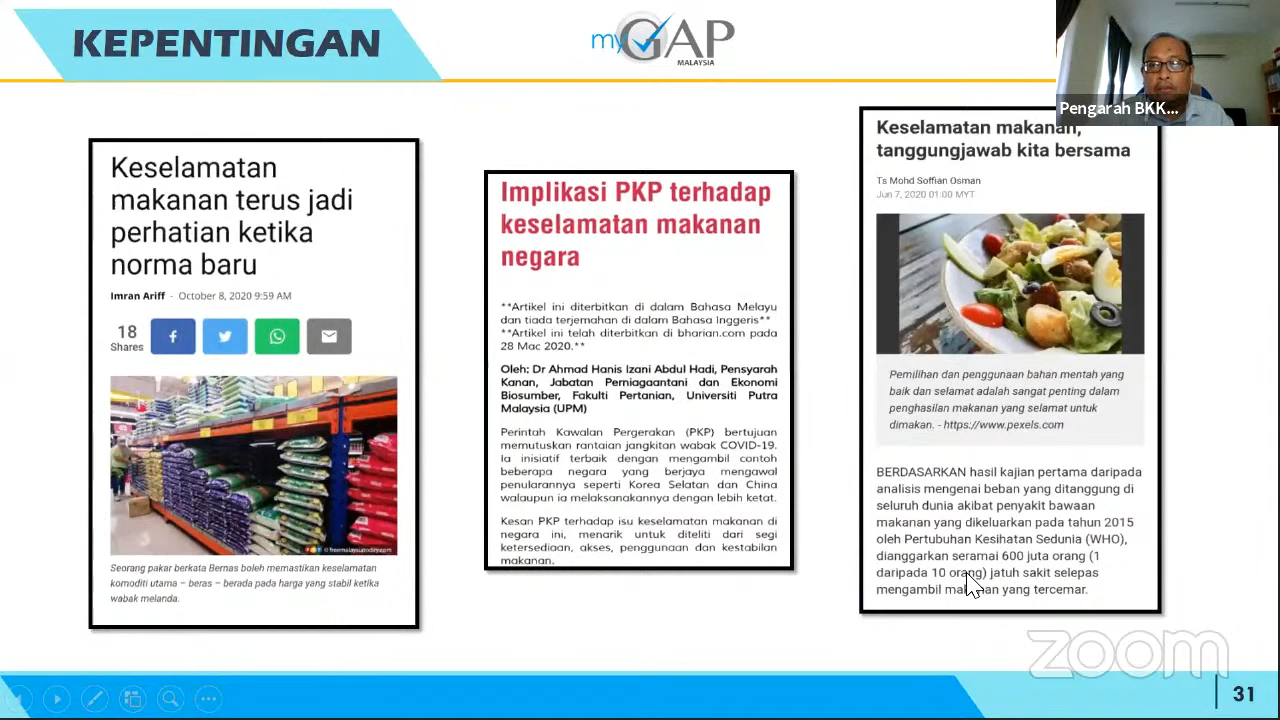 KEPENTINGAN
myGAP
MALAYSIA
Pengarah BKK...
Keselamatan
makanan terus jadi
perhatian ketika
norma baru
Imran Ariff - October 8, 2020 9:59 AM
18
Shares
© freemalaysiatoday.com
Seorang pakar berkata Bernas boleh memastikan keselamatan
komoditi utama – beras – berada pada harga yang stabil ketika
wabak melanda.
Implikasi PKP terhadap
keselamatan makanan
negara
**Artikel ini diterbitkan di dalam Bahasa Melayu
dan tiada terjemahan di dalam Bahasa Inggeris**
**Artikel ini telah diterbitkan di bharian.com pada
28 Mac 2020.**
Oleh: Dr Ahmad Hanis Izani Abdul Hadi, Pensyarah
Kanan, Jabatan Perniagaantani dan Ekonomi
Biosumber, Fakulti Pertanian, Universiti Putra
Malaysia (UPM)
Perintah Kawalan Pergerakan (PKP) bertujuan
memutuskan rantaian jangkitan wabak COVID-19.
Ia inisiatif terbaik dengan mengambil contoh
beberapa negara yang berjaya mengawal
penularannya seperti Korea Selatan dan China
walaupun ia melaksanakannya dengan lebih ketat.
Kesan PKP terhadap isu keselamatan makanan di
negara ini, menarik untuk diteliti dari segi
ketersediaan, akses, penggunaan dan kestabilan
makanan.
Keselamatan makanan,
tanggungjawab kita bersama
Ts Mohd Soffian Osman
Jun 7, 2020 01:00 MYT
Pemilihan dan penggunaan bahan mentah yang
baik dan selamat adalah sangat penting dalam
penghasilan makanan yang selamat untuk
dimakan. - https://www.pexels.com
BERDASARKAN hasil kajian pertama daripada
analisis mengenai beban yang ditanggung di
seluruh dunia akibat penyakit bawaan
makanan yang dikeluarkan pada tahun 2015
oleh Pertubuhan Kesihatan Sedunia (WHO),
dianggarkan seramai 600 juta orang (1
daripada 10 orang) jatuh sakit selepas
mengambil makanan yang tercemar.
zoom
31